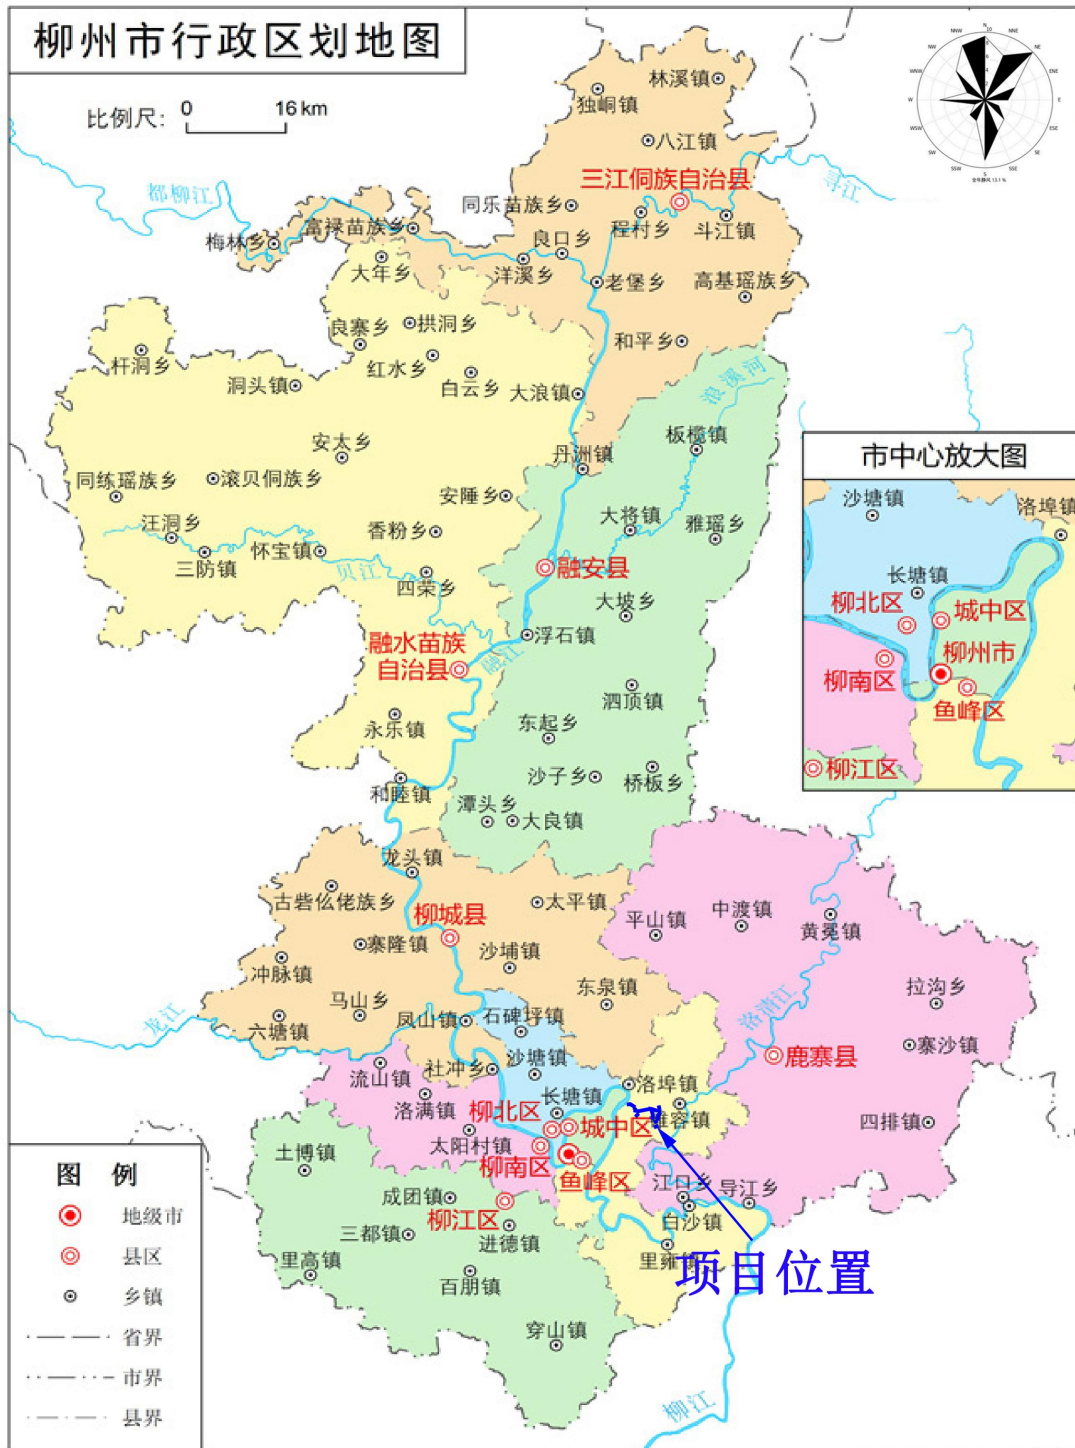 柳州市行政区划地图
比例尺:
0
16 km
N
NNE
NE
ENE
E
ESE
SE
SSE
S
SSW
SW
WSW
W
WNW
NW
NNW
林溪镇
独峒镇
八江镇
三江侗族自治县
寻江
都柳江
同乐苗族乡
程村乡
斗江镇
富禄苗族乡
梅林乡
良口乡
大年乡
洋溪乡
老堡乡
高基瑶族乡
拱洞乡
良寨乡
和平乡
杆洞乡
红水乡
洞头镇
白云乡
大浪镇
浪溪河
板榄镇
安太乡
丹洲镇
同练瑶族乡
滚贝侗族乡
安陲乡
大将镇
雅瑶乡
汪洞乡
香粉乡
怀宝镇
三防镇
贝江
四荣乡
融安县
大坡乡
浮石镇
融水苗族
自治县
融江
泗顶镇
永乐镇
东起乡
沙子乡
桥板乡
和睦镇
潭头乡
大良镇
市中心放大图
沙塘镇
洛埠镇
长塘镇
柳北区
城中区
柳州市
柳南区
鱼峰区
柳江区
龙头镇
古砦仫佬族乡
太平镇
柳城县
平山镇
中渡镇
黄冕镇
寨隆镇
沙埔镇
冲脉镇
洛清江
拉沟乡
马山乡
东泉镇
龙江
六塘镇
凤山镇
石碑坪镇
寨沙镇
鹿寨县
流山镇
社冲乡
沙塘镇
洛埠镇
洛满镇
长塘镇
柳北区
城中区
雒容镇
四排镇
太阳村镇
柳南区
土博镇
鱼峰区
江口乡
导江乡
成团镇
柳江区
白沙镇
三都镇
进德镇
里雍镇
里高镇
百朋镇
项目位置
穿山镇
柳江
图 例
地级市
县区
乡镇
省界
市界
县界